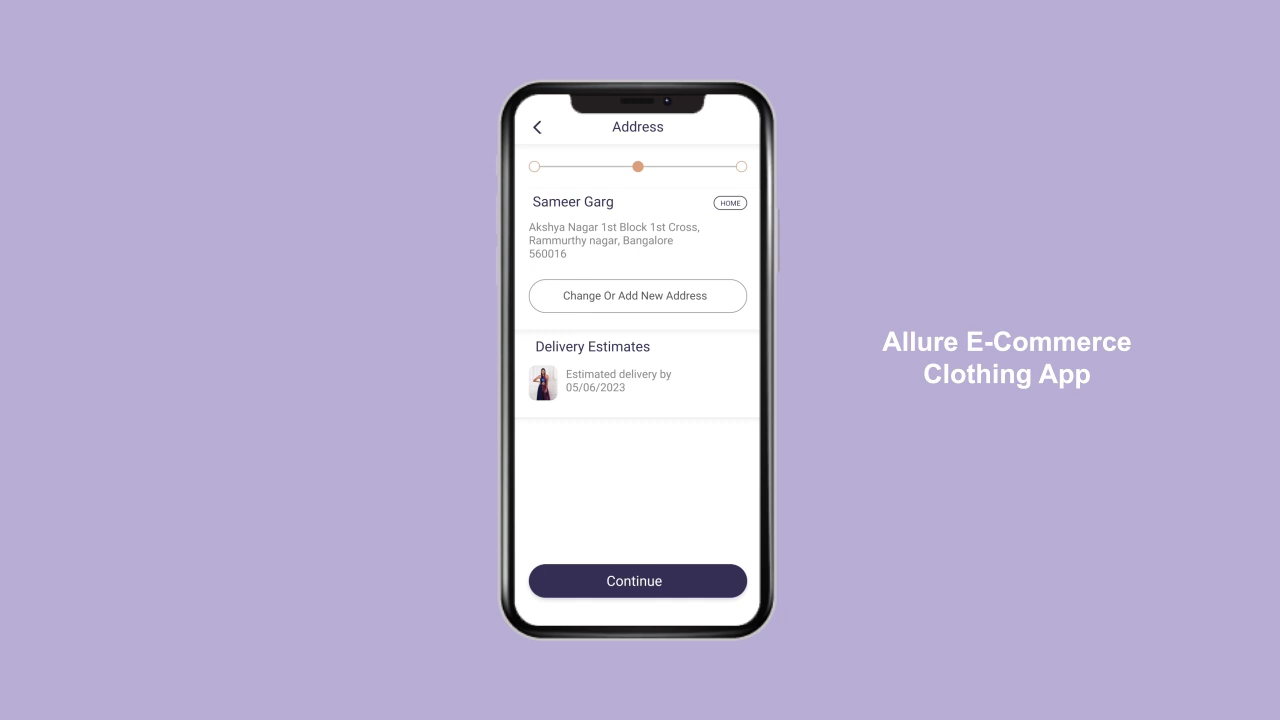 Address
Sameer Garg
HOME
Akshya Nagar 1st Block 1st Cross,
Rammurthy nagar, Bangalore
560016
Change Or Add New Address
Delivery Estimates
Estimated delivery by
05/06/2023
Continue
Allure E-Commerce
Clothing App